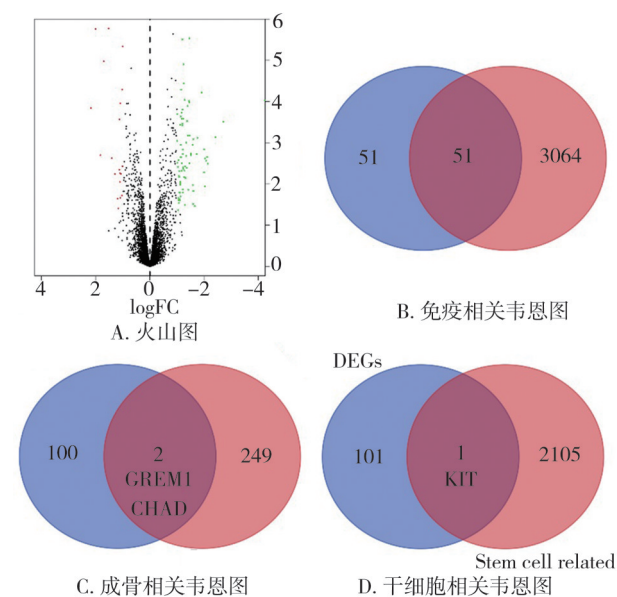 6
5
4
3
2
1
0
4 2 0 −2 −4
logFC
A. 火山图
51 51 3064
B. 免疫相关韦恩图
100 2 249
GREM1
CHAD
C. 成骨相关韦恩图
DEGs
101 1 2105
KIT
Stem cell related
D. 干细胞相关韦恩图